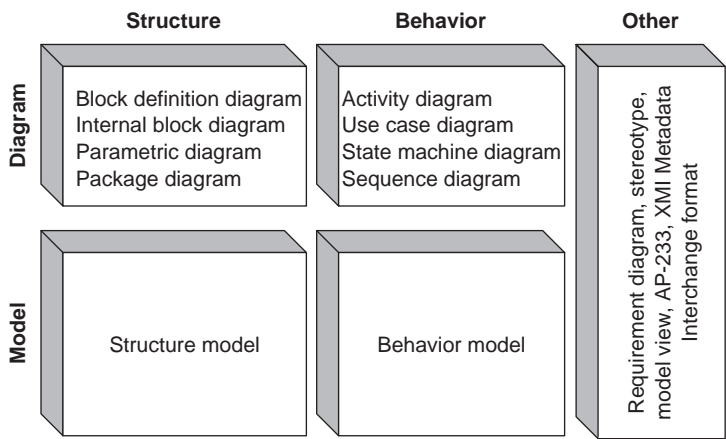 Structure
Behavior
Other
Diagram
Block definition diagram
Internal block diagram
Parametric diagram
Package diagram
Activity diagram
Use case diagram
State machine diagram
Sequence diagram
Model
Structure model
Behavior model
Requirement diagram, stereotype,
model view, AP-233, XMI Metadata
Interchange format